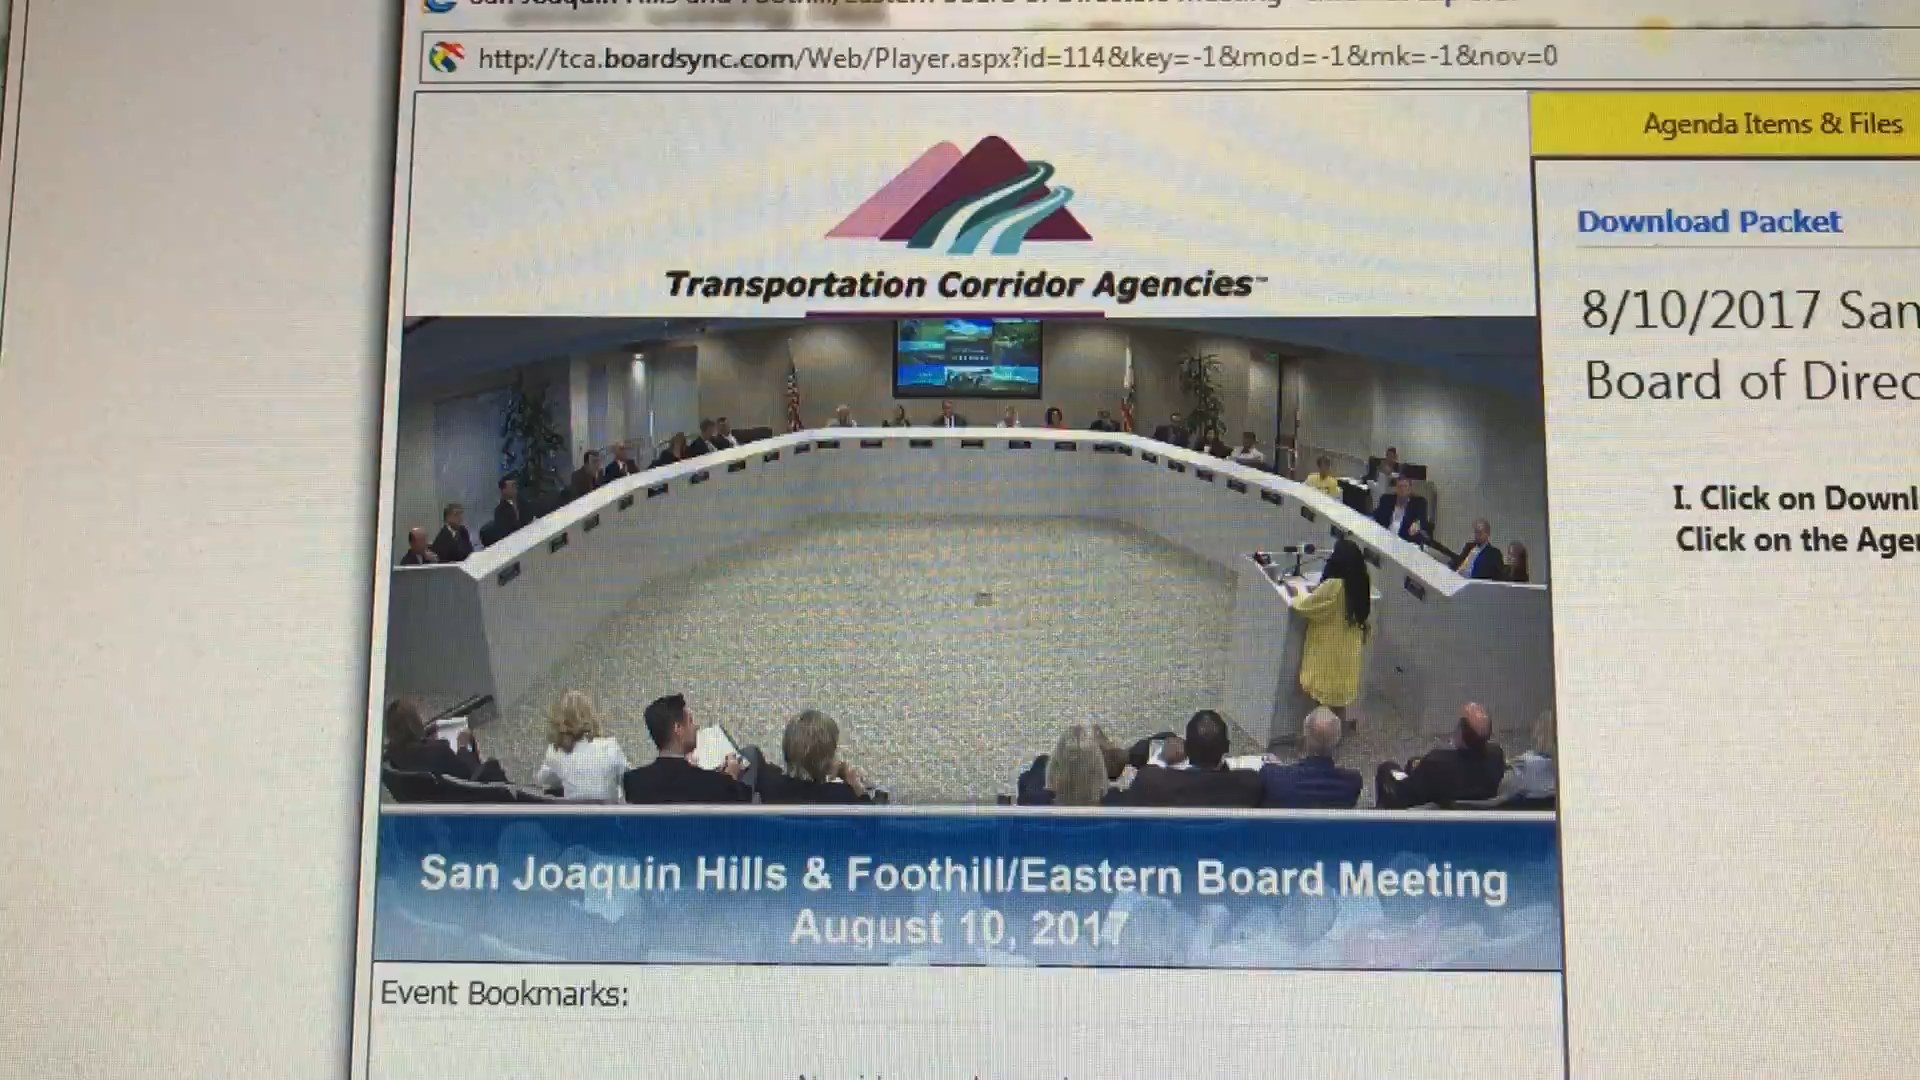 http://tca.boardsync.com/Web/Player.aspx?id=114&key=-1&mod=-1&mk=-1&nov=0
Agenda Items & Files
Transportation Corridor Agencies™
Download Packet
8/10/2017 San
Board of Direc
I. Click on Downl
Click on the Agen
San Joaquin Hills & Foothill/Eastern Board Meeting
August 10, 2017
Event Bookmarks: